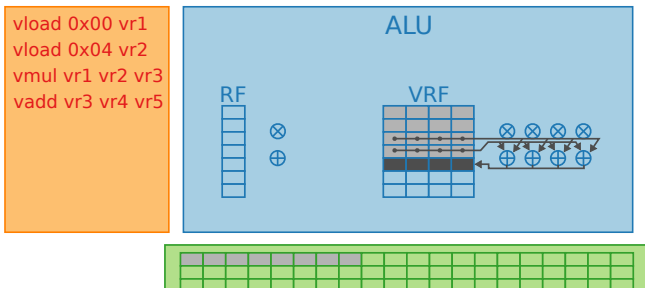 vload 0x00 vr1
vload 0x04 vr2
vmul vr1 vr2 vr3
vadd vr3 vr4 vr5
ALU
RF
VRF